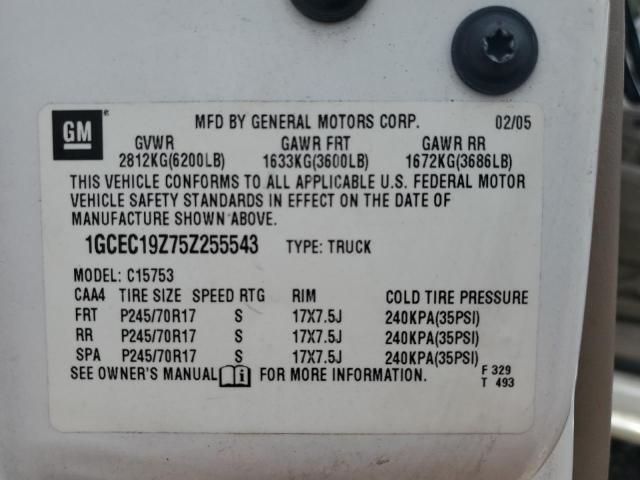 GM
MFD BY GENERAL MOTORS CORP. 02/05
GVWR GAWR FRT GAWR RR
2812KG(6200LB) 1633KG(3600LB) 1672KG(3686LB)
THIS VEHICLE CONFORMS TO ALL APPLICABLE U.S. FEDERAL MOTOR
VEHICLE SAFETY STANDARDS IN EFFECT ON THE DATE OF
MANUFACTURE SHOWN ABOVE.
1GCEC19Z75Z255543 TYPE: TRUCK
MODEL: C15753
CAA4 TIRE SIZE SPEED RTG RIM COLD TIRE PRESSURE
FRT P245/70R17 S 17X7.5J 240KPA(35PSI)
RR P245/70R17 S 17X7.5J 240KPA(35PSI)
SPA P245/70R17 S 17X7.5J 240KPA(35PSI)
SEE OWNER'S MANUAL i FOR MORE INFORMATION. F 329
T 493